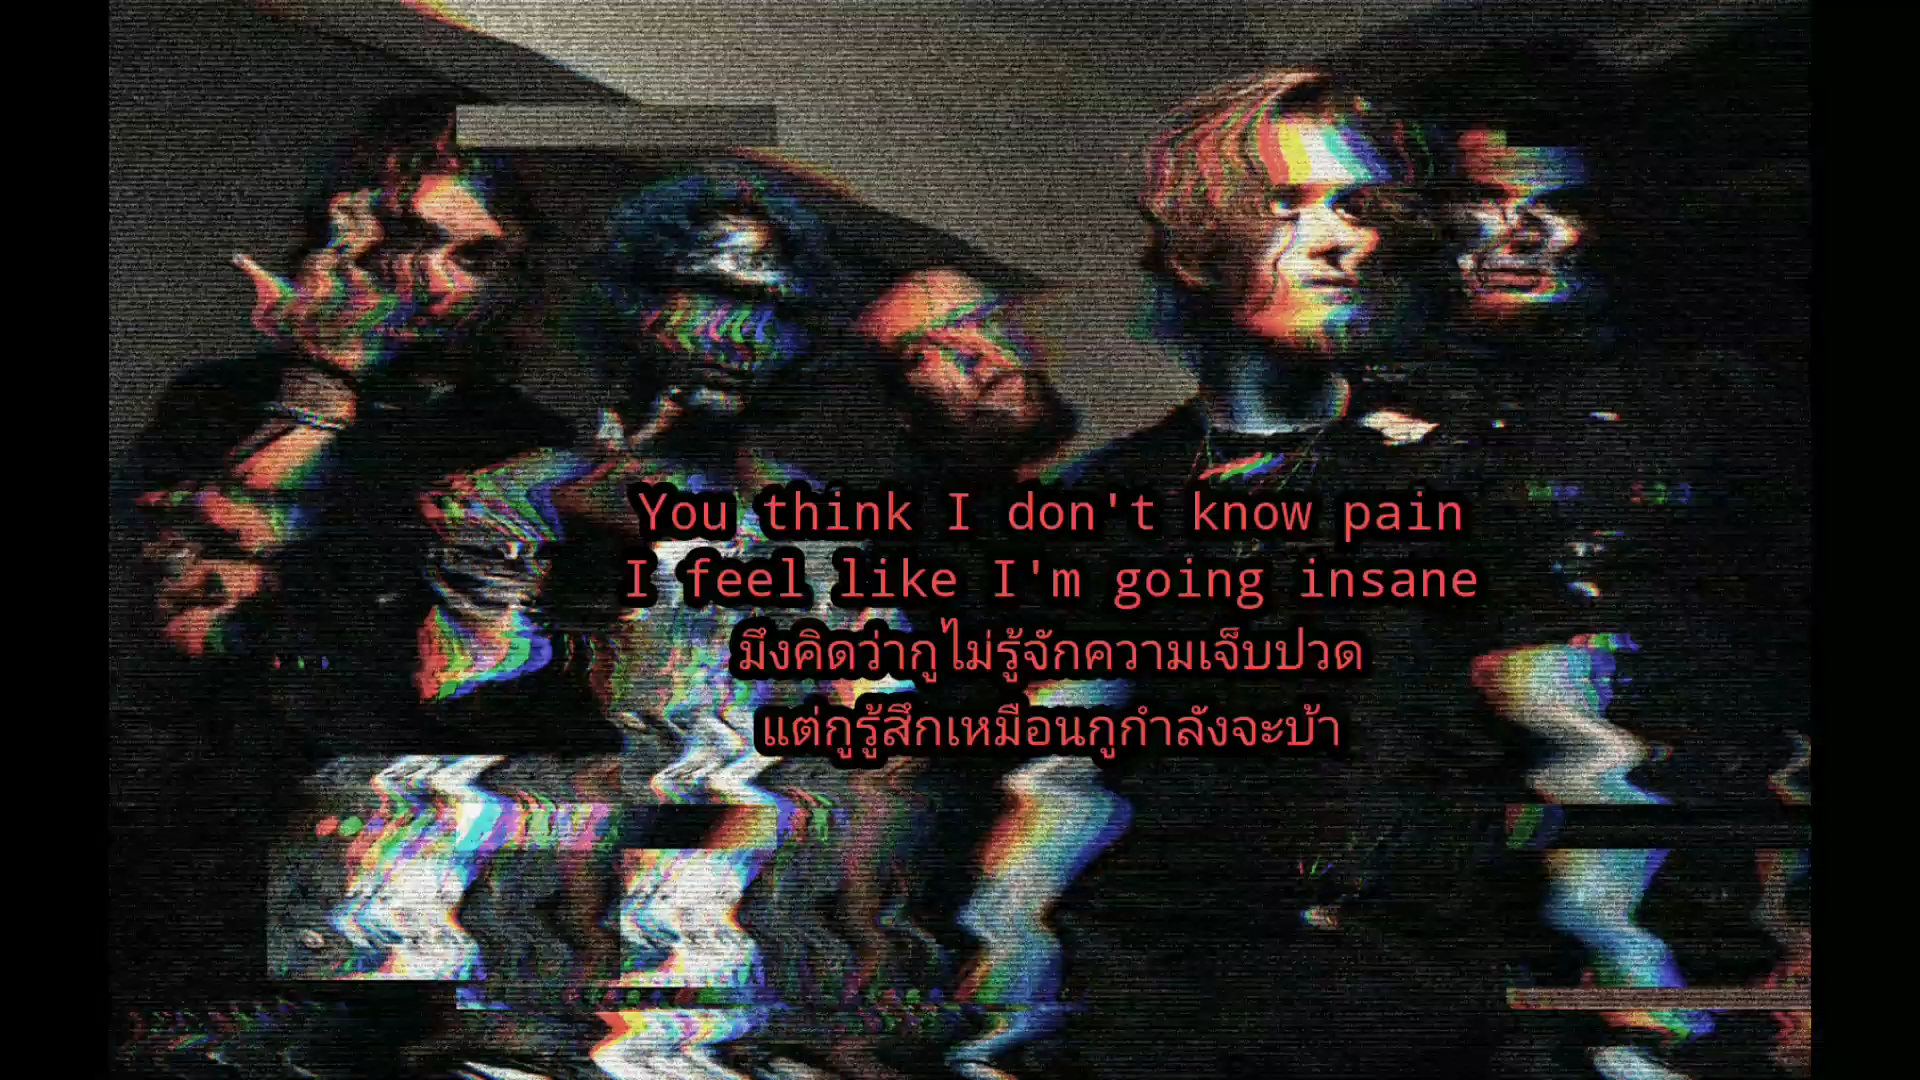 You think I don't know pain
I feel like I'm going insane
มึงคิดว่ากูไม่รู้จักความเจ็บปวด
แต่กูรู้สึกเหมือนกูกำลังจะบ้า